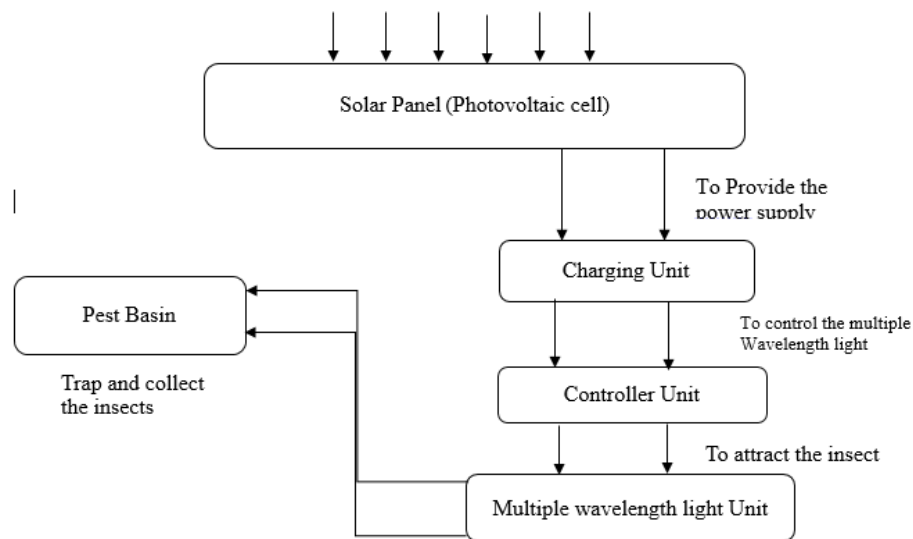 Solar Panel (Photovoltaic cell)
To Provide the
power supply
Charging Unit
Pest Basin
To control the multiple
Wavelength light
Trap and collect
the insects
Controller Unit
To attract the insect
Multiple wavelength light Unit